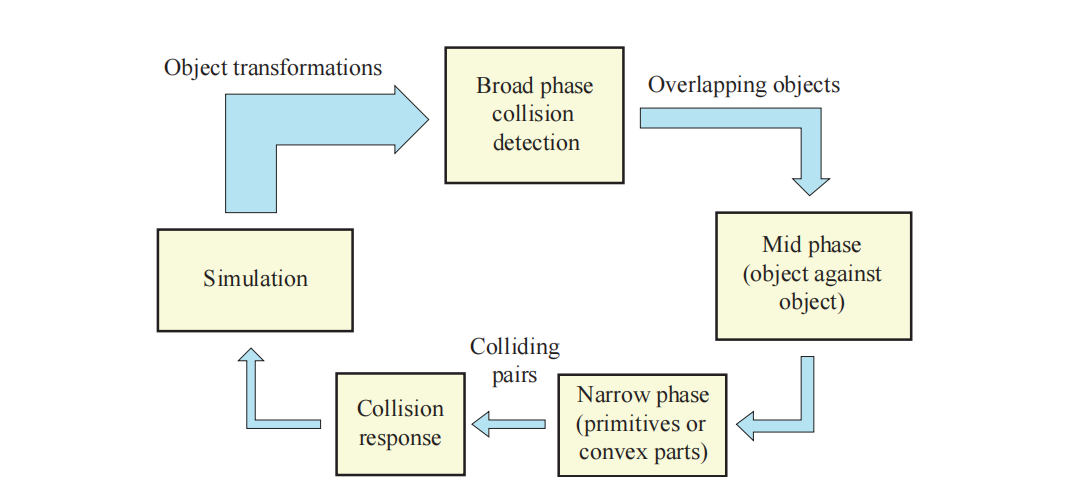 Object transformations
Broad phase
collision
detection
Overlapping objects
Mid phase
(object against
object)
Simulation
Colliding
pairs
Narrow phase
(primitives or
convex parts)
Collision
response